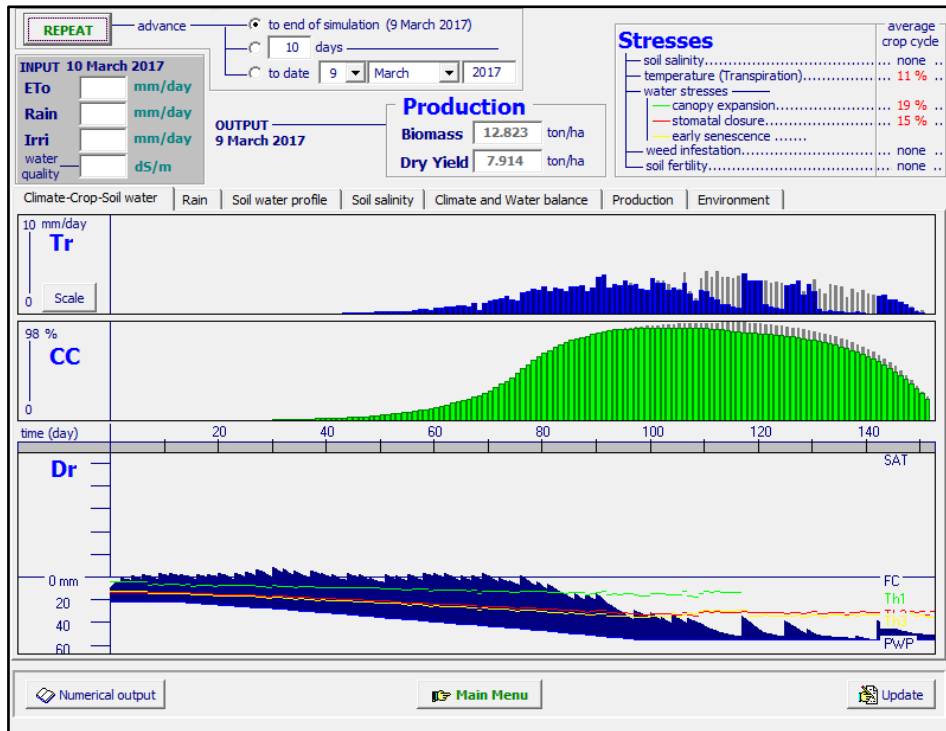 REPEAT
advance
to end of simulation (9 March 2017)
10 days
to date 9 March 2017
INPUT 10 March 2017
ETo mm/day
Rain mm/day
Irri mm/day
water quality dS/m
OUTPUT
9 March 2017
Production
Biomass 12.823 ton/ha
Dry Yield 7.914 ton/ha
Stresses
average
crop cycle
soil salinity................... ... none ..
temperature (Transpiration)................ ... 11 % ..
water stresses
canopy expansion............... ... 19 % ..
stomatal closure............... ... 15 % ..
early senescence .......
weed infestation................ ... none ..
soil fertility...................... ... none ..
Climate-Crop-Soil water Rain Soil water profile Soil salinity Climate and Water balance Production Environment
10 mm/day
Tr
0 Scale
98 %
CC
0
time (day) 20 40 60 80 100 120 140
Dr
SAT
0 mm FC
20 Th1
Th3
40
60 PWP
Numerical output
Main Menu
Update